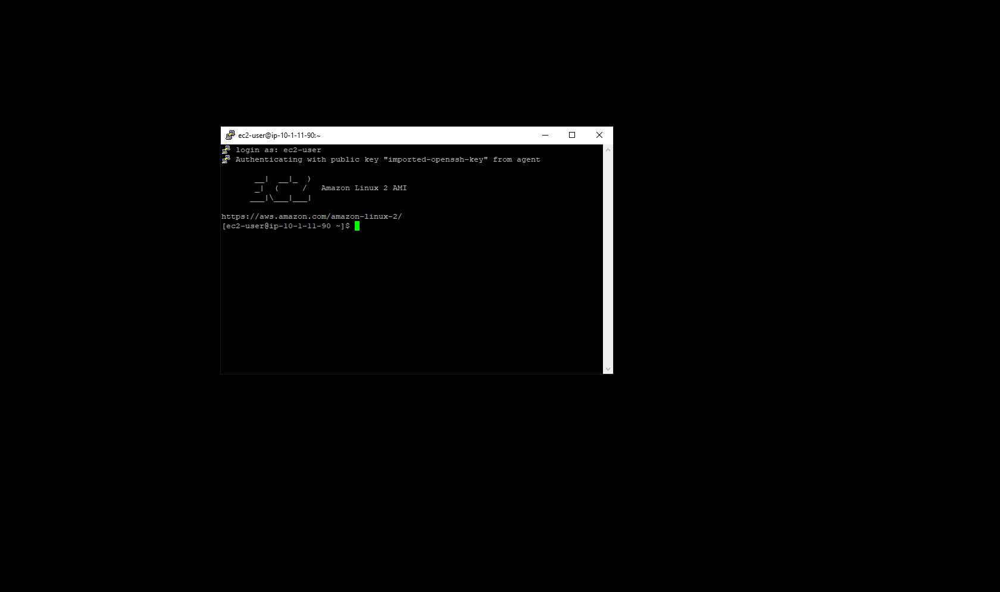 ec2-user@ip-10-1-11-90:~
login as: ec2-user
Authenticating with public key "imported-openssh-key" from agent
       __|  __|_  )
       _|  (     /   Amazon Linux 2 AMI
      ___|\___|___|
https://aws.amazon.com/amazon-linux-2/
[ec2-user@ip-10-1-11-90 ~]$